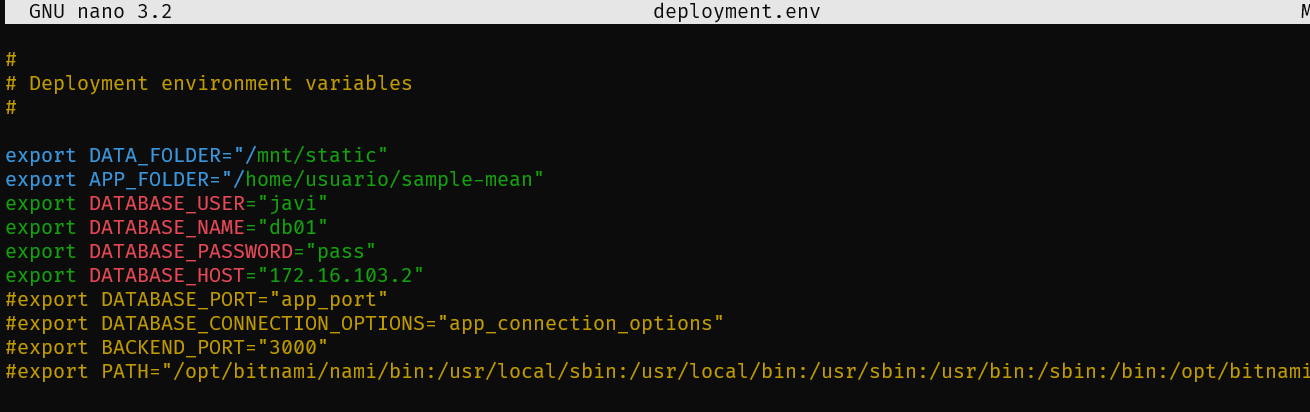 GNU nano 3.2 deployment.env M
#
# Deployment environment variables
#
export DATA_FOLDER="/mnt/static"
export APP_FOLDER="/home/usuario/sample-mean"
export DATABASE_USER="javi"
export DATABASE_NAME="db01"
export DATABASE_PASSWORD="pass"
export DATABASE_HOST="172.16.103.2"
#export DATABASE_PORT="app_port"
#export DATABASE_CONNECTION_OPTIONS="app_connection_options"
#export BACKEND_PORT="3000"
#export PATH="/opt/bitnami/nami/bin:/usr/local/sbin:/usr/local/bin:/usr/sbin:/usr/bin:/sbin:/bin:/opt/bitnami